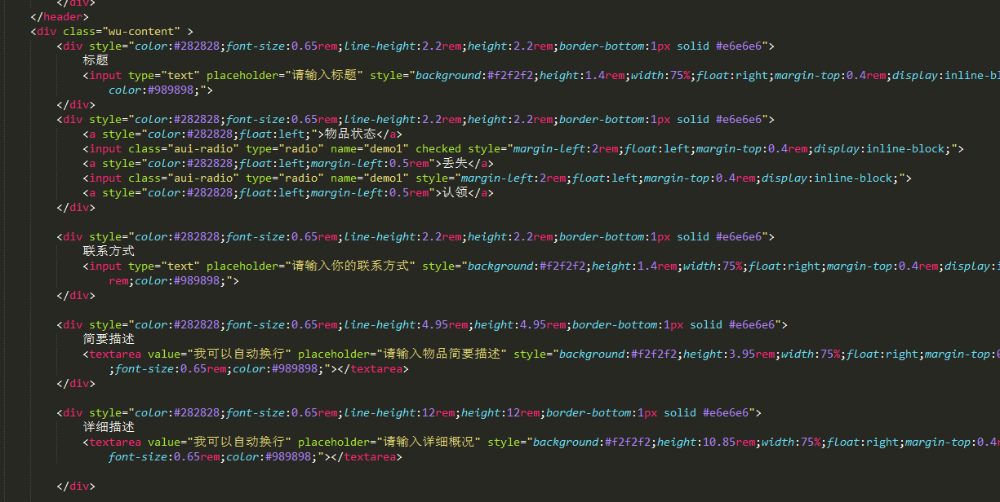 </div>
</header>
<div class="wu-content" >
<div style="color:#282828;font-size:0.65rem;line-height:2.2rem;height:2.2rem;border-bottom:1px solid #e6e6e6">
标题
<input type="text" placeholder="请输入标题" style="background:#f2f2f2;height:1.4rem;width:75%;float:right;margin-top:0.4rem;display:inline-bl
color:#989898;">
</div>
<div style="color:#282828;font-size:0.65rem;line-height:2.2rem;height:2.2rem;border-bottom:1px solid #e6e6e6">
<a style="color:#282828;float:left;">物品状态</a>
<input class="aui-radio" type="radio" name="demo1" checked style="margin-left:2rem;float:left;margin-top:0.4rem;display:inline-block;">
<a style="color:#282828;float:left;margin-left:0.5rem">丢失</a>
<input class="aui-radio" type="radio" name="demo1" style="margin-left:2rem;float:left;margin-top:0.4rem;display:inline-block;">
<a style="color:#282828;float:left;margin-left:0.5rem">认领</a>
</div>
<div style="color:#282828;font-size:0.65rem;line-height:2.2rem;height:2.2rem;border-bottom:1px solid #e6e6e6">
联系方式
<input type="text" placeholder="请输入你的联系方式" style="background:#f2f2f2;height:1.4rem;width:75%;float:right;margin-top:0.4rem;display:i
rem;color:#989898;">
</div>
<div style="color:#282828;font-size:0.65rem;line-height:4.95rem;height:4.95rem;border-bottom:1px solid #e6e6e6">
简要描述
<textarea value="我可以自动换行" placeholder="请输入物品简要描述" style="background:#f2f2f2;height:3.95rem;width:75%;float:right;margin-top:0
;font-size:0.65rem;color:#989898;"></textarea>
</div>
<div style="color:#282828;font-size:0.65rem;line-height:12rem;height:12rem;border-bottom:1px solid #e6e6e6">
详细描述
<textarea value="我可以自动换行" placeholder="请输入详细概况" style="background:#f2f2f2;height:10.85rem;width:75%;float:right;margin-top:0.4r
font-size:0.65rem;color:#989898;"></textarea>
</div>